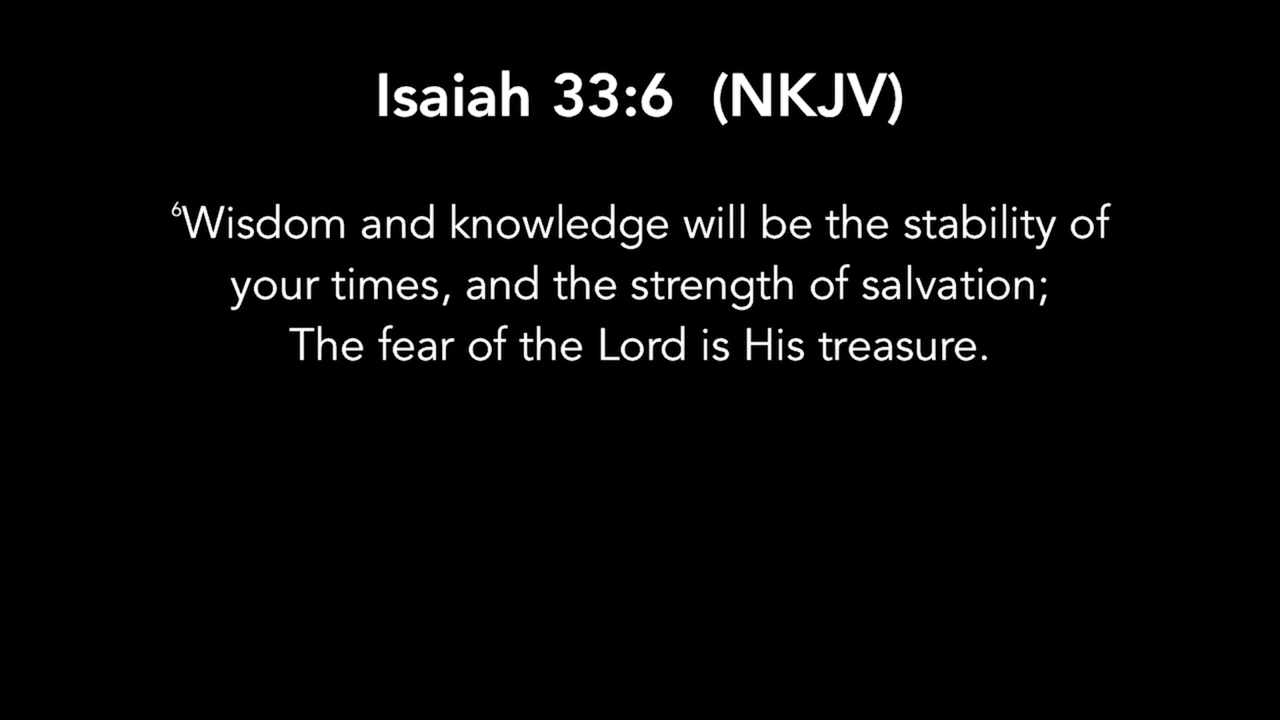 Isaiah 33:6 (NKJV)
⁶Wisdom and knowledge will be the stability of
your times, and the strength of salvation;
The fear of the Lord is His treasure.